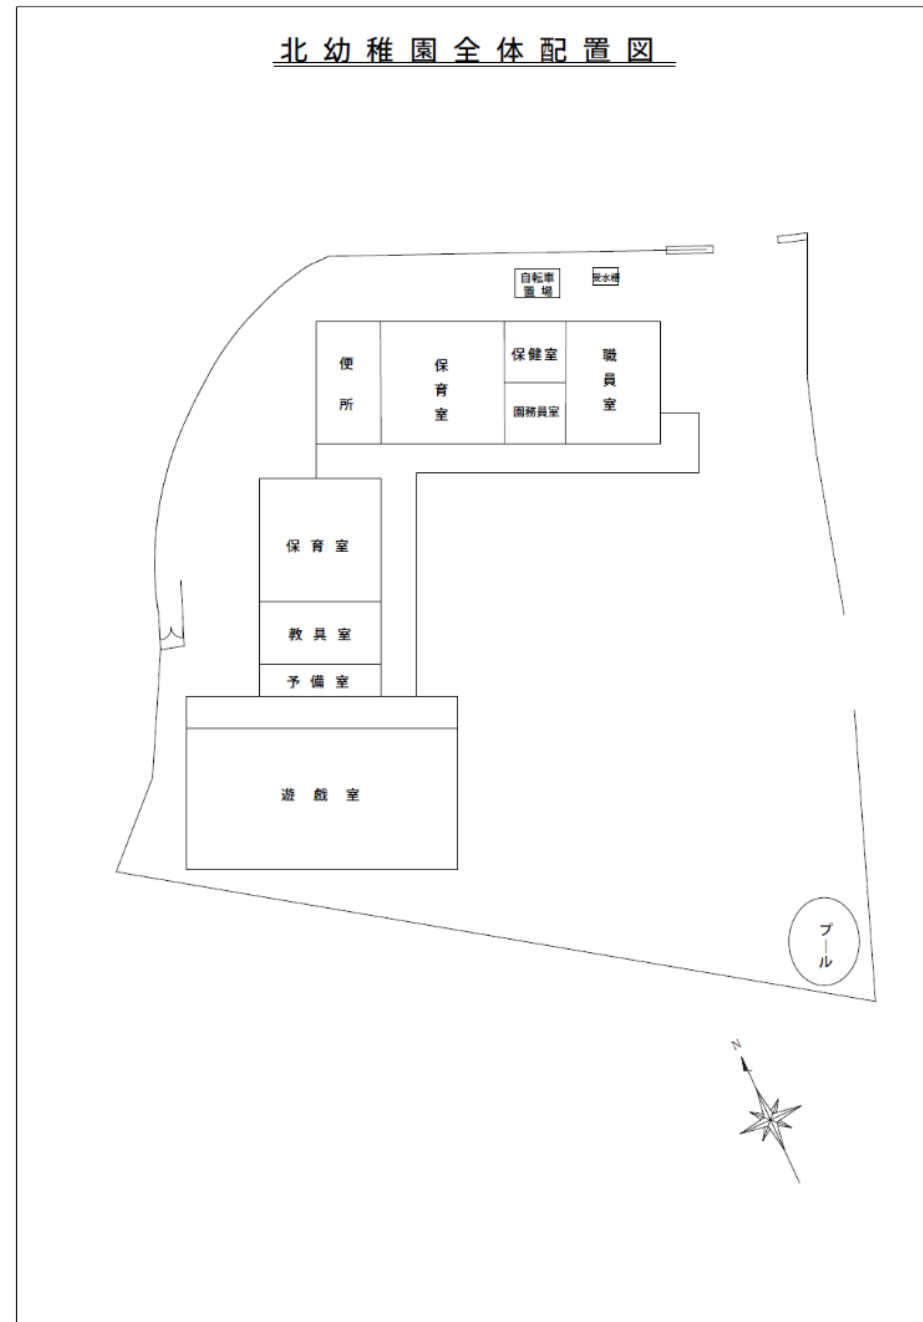 北幼稚園全体配置図
自転車
置場
受水槽
便所
保育室
保健室
園務員室
職員室
保育室
教具室
予備室
遊戯室
プール
N